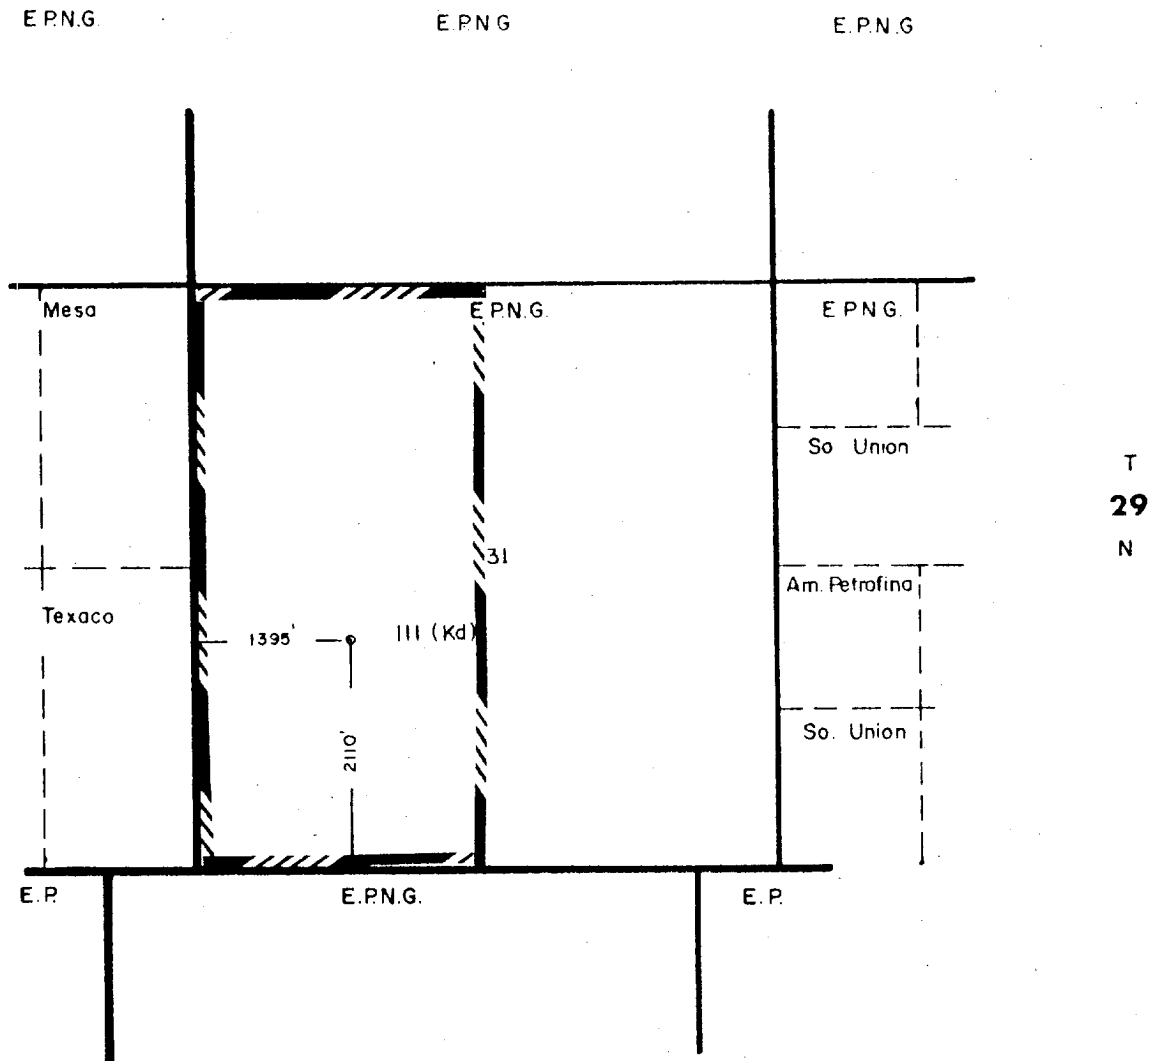 E.P.N.G.
E.P.N.G
E.P.N.G
Mesa
E.P.N.G.
E P N G.
So. Union
T
29
N
31
Am. Petrofina
Texaco
1395'
111 (Kd)
2110'
So. Union
E.P.
E.P.N.G.
E.P.